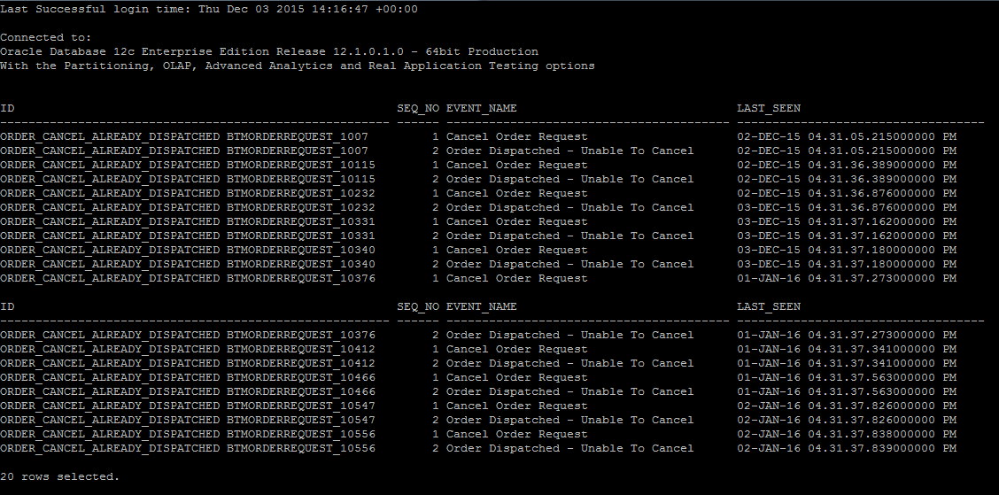 Last Successful login time: Thu Dec 03 2015 14:16:47 +00:00
Connected to:
Oracle Database 12c Enterprise Edition Release 12.1.0.1.0 - 64bit Production
With the Partitioning, OLAP, Advanced Analytics and Real Application Testing options
ID SEQ_NO EVENT_NAME LAST_SEEN
------------------------------------------------------- ------ ---------------------------------------- -----------------------------------
ORDER_CANCEL_ALREADY_DISPATCHED BTMORDERREQUEST_1007 1 Cancel Order Request 02-DEC-15 04.31.05.215000000 PM
ORDER_CANCEL_ALREADY_DISPATCHED BTMORDERREQUEST_1007 2 Order Dispatched - Unable To Cancel 02-DEC-15 04.31.05.215000000 PM
ORDER_CANCEL_ALREADY_DISPATCHED BTMORDERREQUEST_10115 1 Cancel Order Request 02-DEC-15 04.31.36.389000000 PM
ORDER_CANCEL_ALREADY_DISPATCHED BTMORDERREQUEST_10115 2 Order Dispatched - Unable To Cancel 02-DEC-15 04.31.36.389000000 PM
ORDER_CANCEL_ALREADY_DISPATCHED BTMORDERREQUEST_10232 1 Cancel Order Request 02-DEC-15 04.31.36.876000000 PM
ORDER_CANCEL_ALREADY_DISPATCHED BTMORDERREQUEST_10232 2 Order Dispatched - Unable To Cancel 03-DEC-15 04.31.36.876000000 PM
ORDER_CANCEL_ALREADY_DISPATCHED BTMORDERREQUEST_10331 1 Cancel Order Request 03-DEC-15 04.31.37.162000000 PM
ORDER_CANCEL_ALREADY_DISPATCHED BTMORDERREQUEST_10331 2 Order Dispatched - Unable To Cancel 03-DEC-15 04.31.37.162000000 PM
ORDER_CANCEL_ALREADY_DISPATCHED BTMORDERREQUEST_10340 1 Cancel Order Request 03-DEC-15 04.31.37.180000000 PM
ORDER_CANCEL_ALREADY_DISPATCHED BTMORDERREQUEST_10340 2 Order Dispatched - Unable To Cancel 03-DEC-15 04.31.37.180000000 PM
ORDER_CANCEL_ALREADY_DISPATCHED BTMORDERREQUEST_10376 1 Cancel Order Request 01-JAN-16 04.31.37.273000000 PM
ID SEQ_NO EVENT_NAME LAST_SEEN
------------------------------------------------------- ------ ---------------------------------------- -----------------------------------
ORDER_CANCEL_ALREADY_DISPATCHED BTMORDERREQUEST_10376 2 Order Dispatched - Unable To Cancel 01-JAN-16 04.31.37.273000000 PM
ORDER_CANCEL_ALREADY_DISPATCHED BTMORDERREQUEST_10412 1 Cancel Order Request 01-JAN-16 04.31.37.341000000 PM
ORDER_CANCEL_ALREADY_DISPATCHED BTMORDERREQUEST_10412 2 Order Dispatched - Unable To Cancel 01-JAN-16 04.31.37.341000000 PM
ORDER_CANCEL_ALREADY_DISPATCHED BTMORDERREQUEST_10466 1 Cancel Order Request 01-JAN-16 04.31.37.563000000 PM
ORDER_CANCEL_ALREADY_DISPATCHED BTMORDERREQUEST_10466 2 Order Dispatched - Unable To Cancel 01-JAN-16 04.31.37.563000000 PM
ORDER_CANCEL_ALREADY_DISPATCHED BTMORDERREQUEST_10547 1 Cancel Order Request 02-JAN-16 04.31.37.826000000 PM
ORDER_CANCEL_ALREADY_DISPATCHED BTMORDERREQUEST_10547 2 Order Dispatched - Unable To Cancel 02-JAN-16 04.31.37.826000000 PM
ORDER_CANCEL_ALREADY_DISPATCHED BTMORDERREQUEST_10556 1 Cancel Order Request 02-JAN-16 04.31.37.838000000 PM
ORDER_CANCEL_ALREADY_DISPATCHED BTMORDERREQUEST_10556 2 Order Dispatched - Unable To Cancel 02-JAN-16 04.31.37.839000000 PM
20 rows selected.